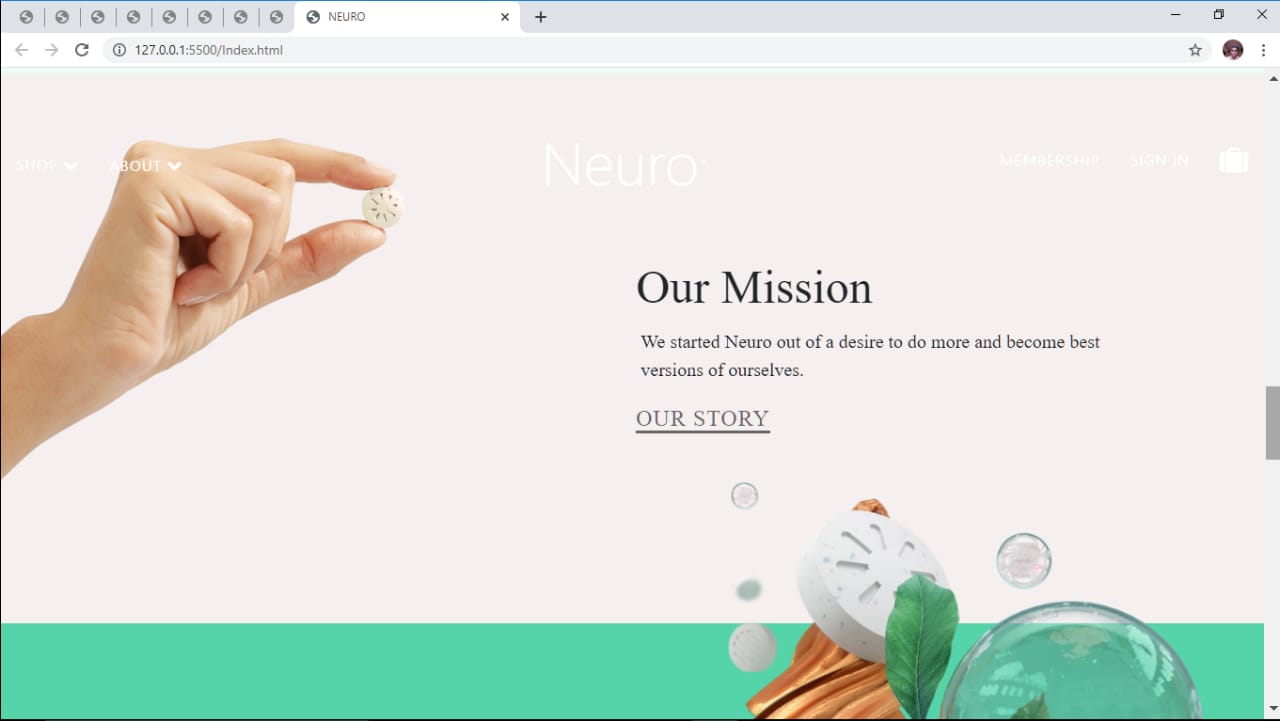 NEURO
127.0.0.1:5500/Index.html
SHOP ABOUT Neuro MEMBERSHIP SIGN IN
Our Mission
We started Neuro out of a desire to do more and become best
versions of ourselves.
OUR STORY